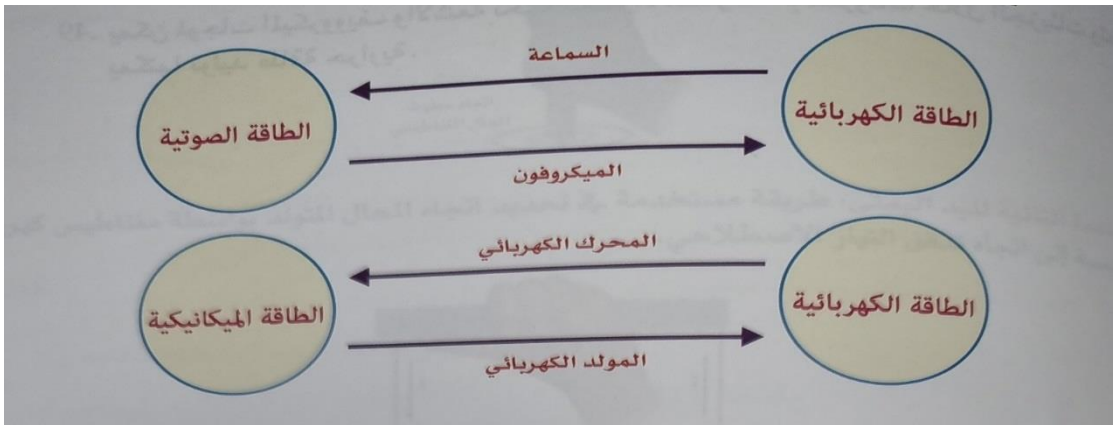 السماعة
الطاقة الكهربائية
الطاقة الصوتية
الميكروفون
المحرك الكهربائي
الطاقة الكهربائية
الطاقة الميكانيكية
المولد الكهربائي